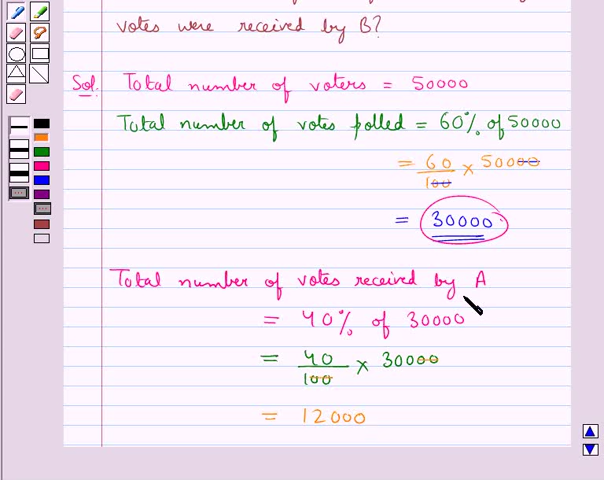 votes were received by B?
Sol. Total number of voters = 50000
Total number of votes polled = 60% of 50000
= 60/100 × 50000
= 30000
Total number of votes received by A
= 40% of 30000
= 40/100 × 30000
= 12000